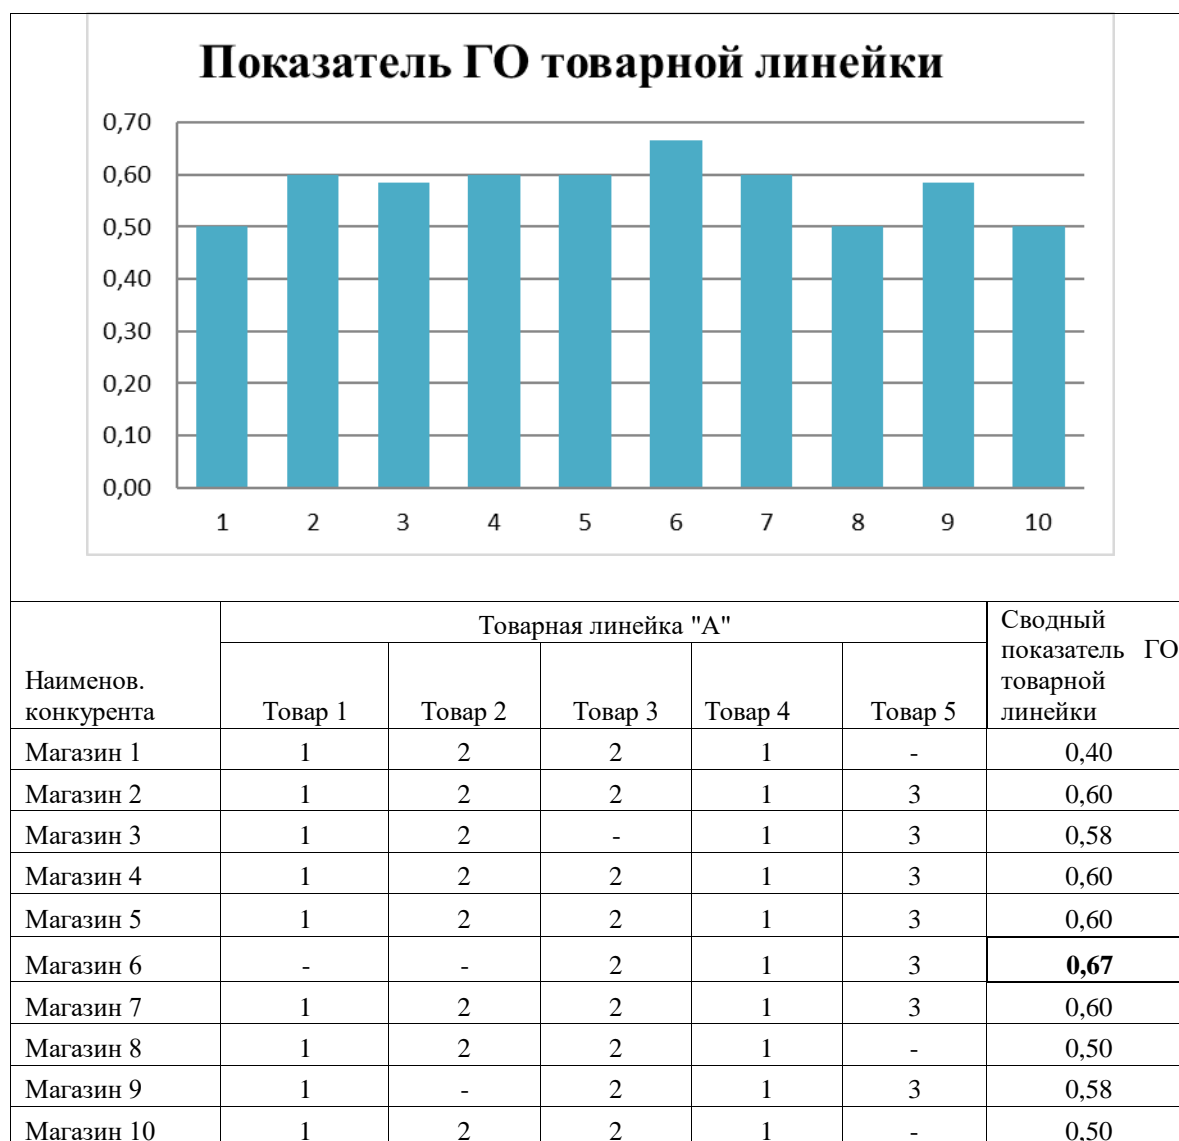 Показатель ГО товарной линейки
0,70
0,60
0,50
0,40
0,30
0,20
0,10
0,00
1 2 3 4 5 6 7 8 9 10
Наименов. конкурента Товарная линейка "А" Сводный показатель ГО товарной линейки
Товар 1 Товар 2 Товар 3 Товар 4 Товар 5
Магазин 1 1 2 2 1 - 0,40
Магазин 2 1 2 2 1 3 0,60
Магазин 3 1 2 - 1 3 0,58
Магазин 4 1 2 2 1 3 0,60
Магазин 5 1 2 2 1 3 0,60
Магазин 6 - - 2 1 3 0,67
Магазин 7 1 2 2 1 3 0,60
Магазин 8 1 2 2 1 - 0,50
Магазин 9 1 - 2 1 3 0,58
Магазин 10 1 2 2 1 - 0,50